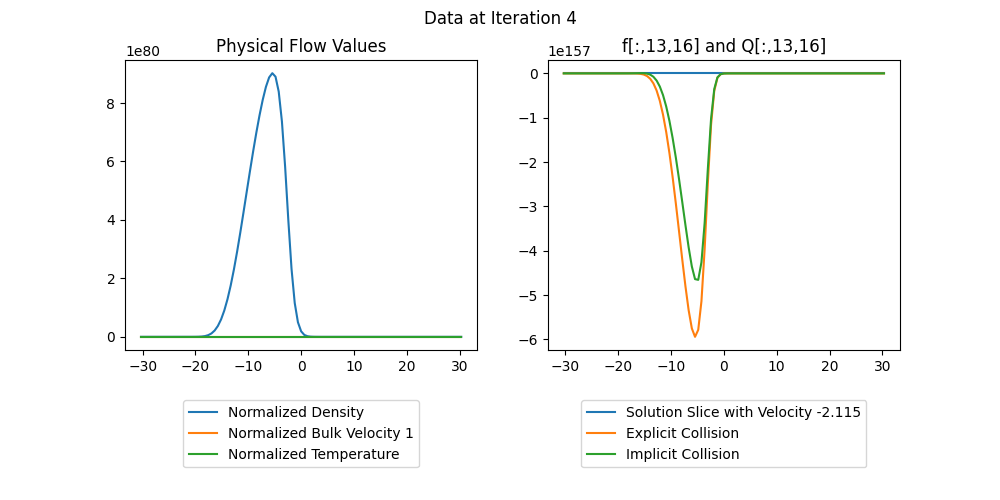 Data at Iteration 4
Physical Flow Values
1e80
8
6
4
2
0
−30 −20 −10 0 10 20 30
Normalized Density
Normalized Bulk Velocity 1
Normalized Temperature
f[:,13,16] and Q[:,13,16]
1e157
0
−1
−2
−3
−4
−5
−6
−30 −20 −10 0 10 20 30
Solution Slice with Velocity -2.115
Explicit Collision
Implicit Collision